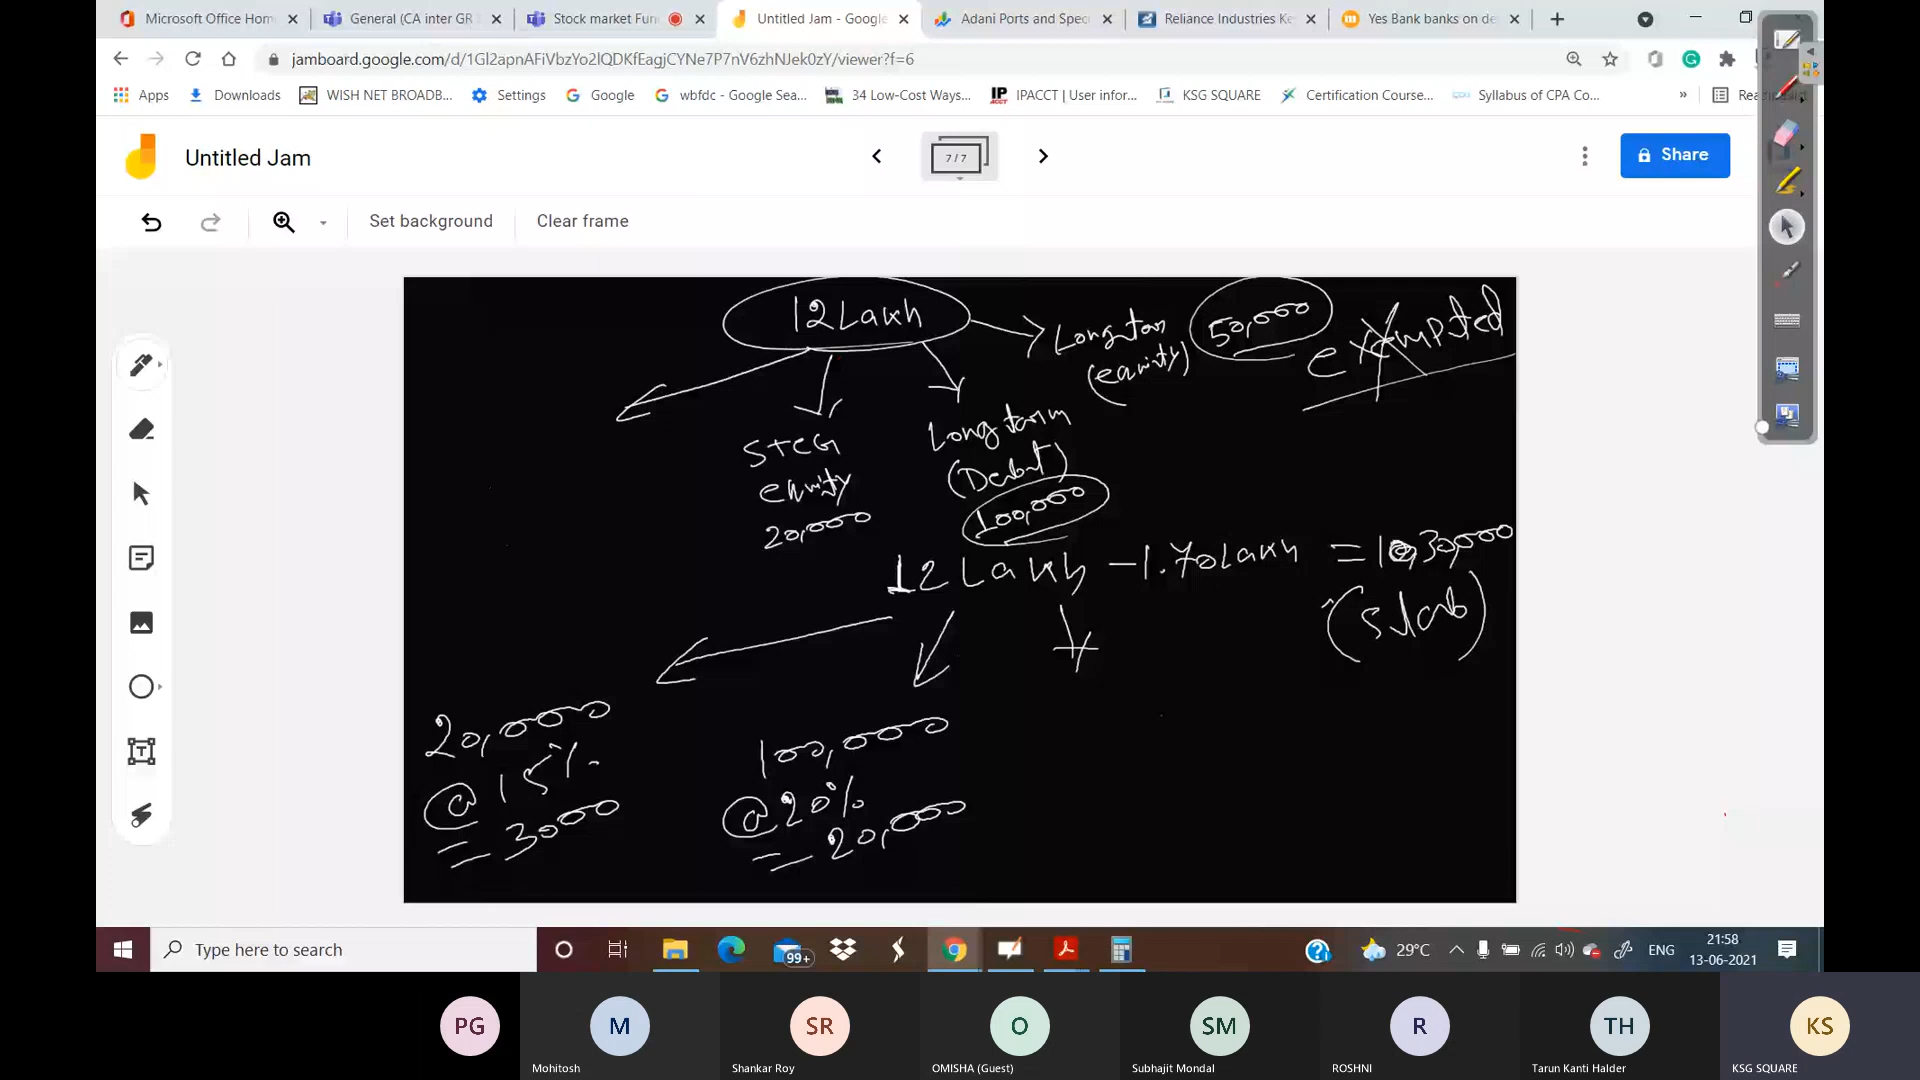 Microsoft Office Hom
General (CA inter GR
Stock market Fun
Untitled Jam - Google
Adani Ports and Spec
Reliance Industries Ke
Yes Bank banks on de
jamboard.google.com/d/1Gl2apnAFiVbzYo2lQDKfEagjCYNe7P7nV6zhNJek0zY/viewer?f=6
Apps
Downloads
WISH NET BROADB...
Settings
Google
wbfdc - Google Sea...
34 Low-Cost Ways...
IPACCT | User infor...
KSG SQUARE
Certification Course...
Syllabus of CPA Co...
»
Untitled Jam
7 / 7
Share
Set background
Clear frame
12 Lakh
Long tarm
(equity)
50,000
exempted
STCG
equity
20,000
Long tarm
(Debt)
100,000
12 Lakh - 1.70 Lakh = 10,30,000
(slab)
20,000
@ 15%
= 3000
100,000
@ 20%
= 20,000
Type here to search
99+
29°C
ENG
21:58
13-06-2021
PG
M
SR
O
SM
R
TH
KS
Mohitosh
Shankar Roy
OMISHA (Guest)
Subhajit Mondal
ROSHNI
Tarun Kanti Halder
KSG SQUARE